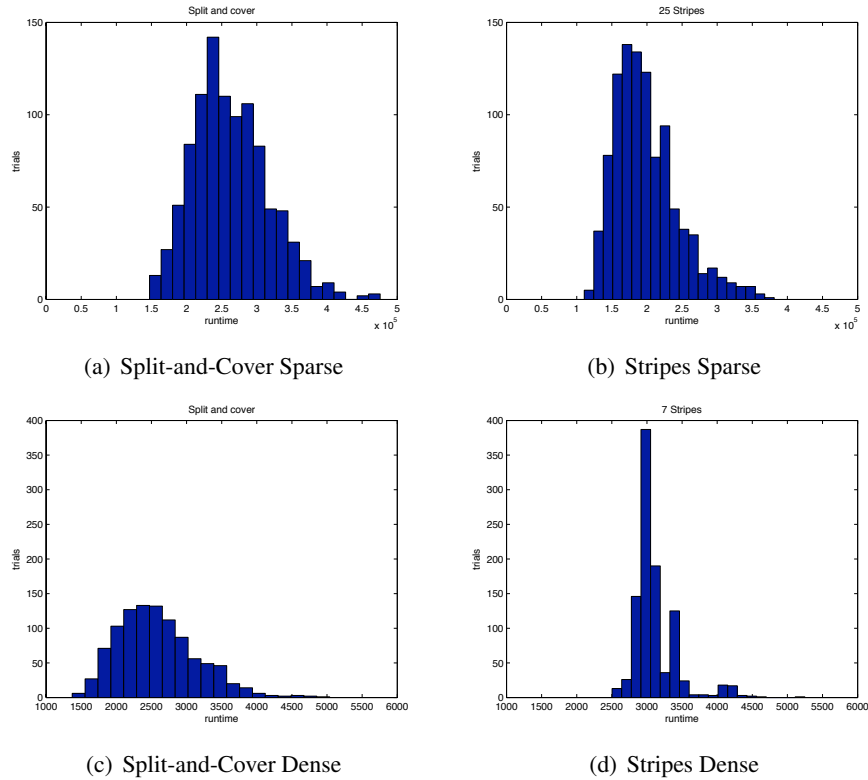 Split and cover
150
100
50
0
trials
0 0.5 1 1.5 2 2.5 3 3.5 4 4.5 5
runtime
x 10^5
(a) Split-and-Cover Sparse
25 Stripes
150
100
50
0
trials
0 0.5 1 1.5 2 2.5 3 3.5 4 4.5 5
runtime
x 10^5
(b) Stripes Sparse
Split and cover
400
350
300
250
200
150
100
50
0
trials
1000 1500 2000 2500 3000 3500 4000 4500 5000 5500 6000
runtime
(c) Split-and-Cover Dense
7 Stripes
400
350
300
250
200
150
100
50
0
trials
1000 1500 2000 2500 3000 3500 4000 4500 5000 5500 6000
runtime
(d) Stripes Dense